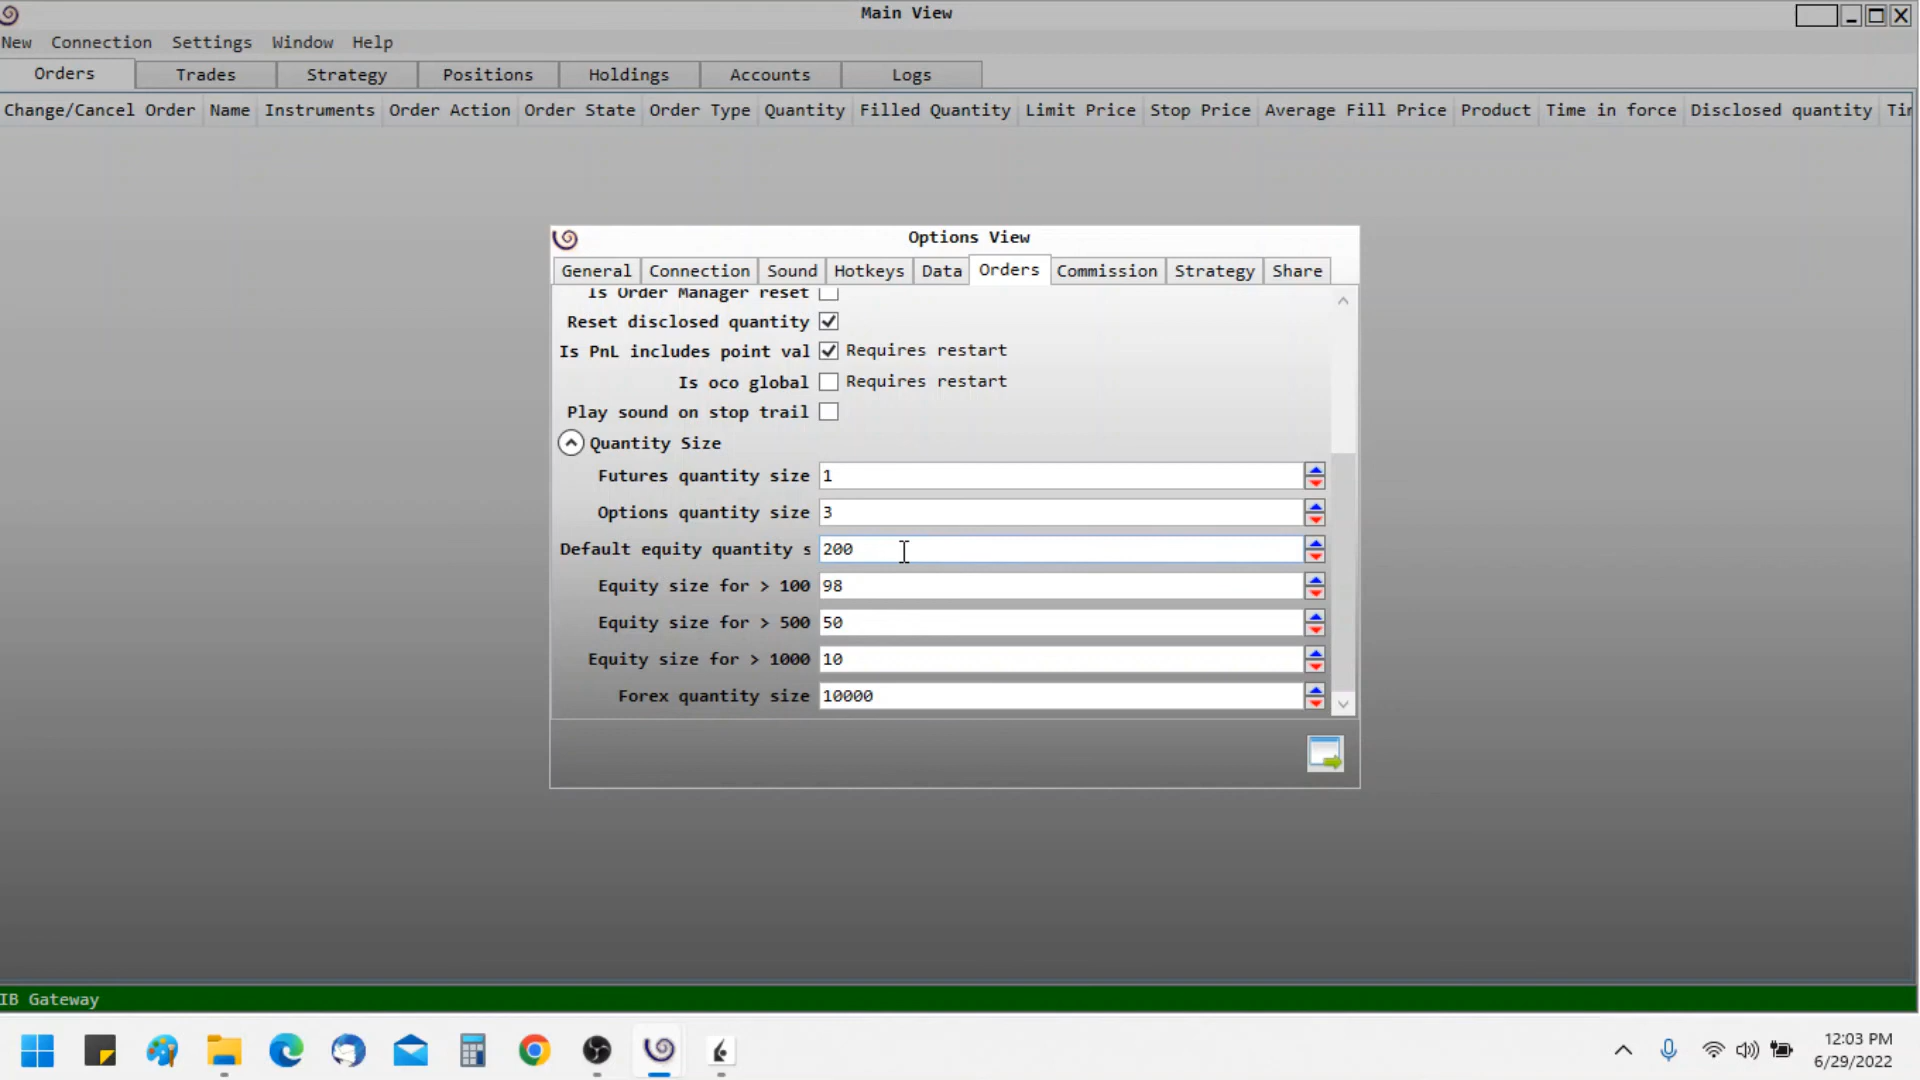 Main View
New Connection Settings Window Help
Orders Trades Strategy Positions Holdings Accounts Logs
Change/Cancel Order Name Instruments Order Action Order State Order Type Quantity Filled Quantity Limit Price Stop Price Average Fill Price Product Time in force Disclosed quantity Tir
Options View
General Connection Sound Hotkeys Data Orders Commission Strategy Share
Is Order Manager reset
Reset disclosed quantity
Is PnL includes point val Requires restart
Is oco global Requires restart
Play sound on stop trail
Quantity Size
Futures quantity size 1
Options quantity size 3
Default equity quantity s 200
Equity size for > 100 98
Equity size for > 500 50
Equity size for > 1000 10
Forex quantity size 10000
IB Gateway
12:03 PM
6/29/2022